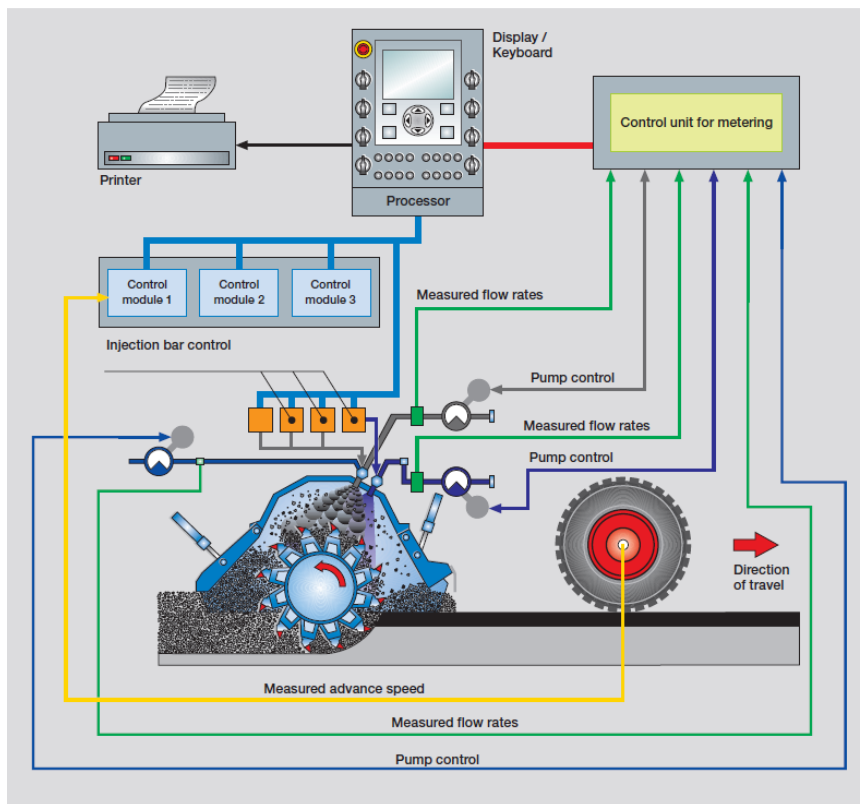 Display /
Keyboard
Control unit for metering
Printer
Processor
Control
module 1
Control
module 2
Control
module 3
Measured flow rates
Injection bar control
Pump control
Measured flow rates
Pump control
Direction
of travel
Measured advance speed
Measured flow rates
Pump control